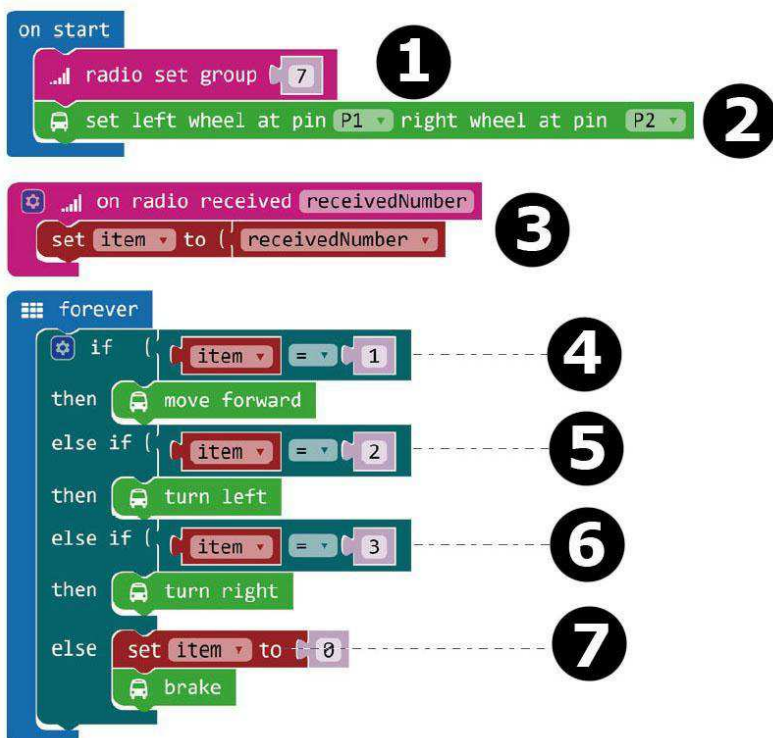 on start
radio set group 7
1
set left wheel at pin P1 right wheel at pin P2
2
on radio received receivedNumber
set item to ( receivedNumber
3
forever
if ( item = 1
4
then move forward
else if ( item = 2
5
then turn left
else if ( item = 3
6
then turn right
else set item to 0
7
brake